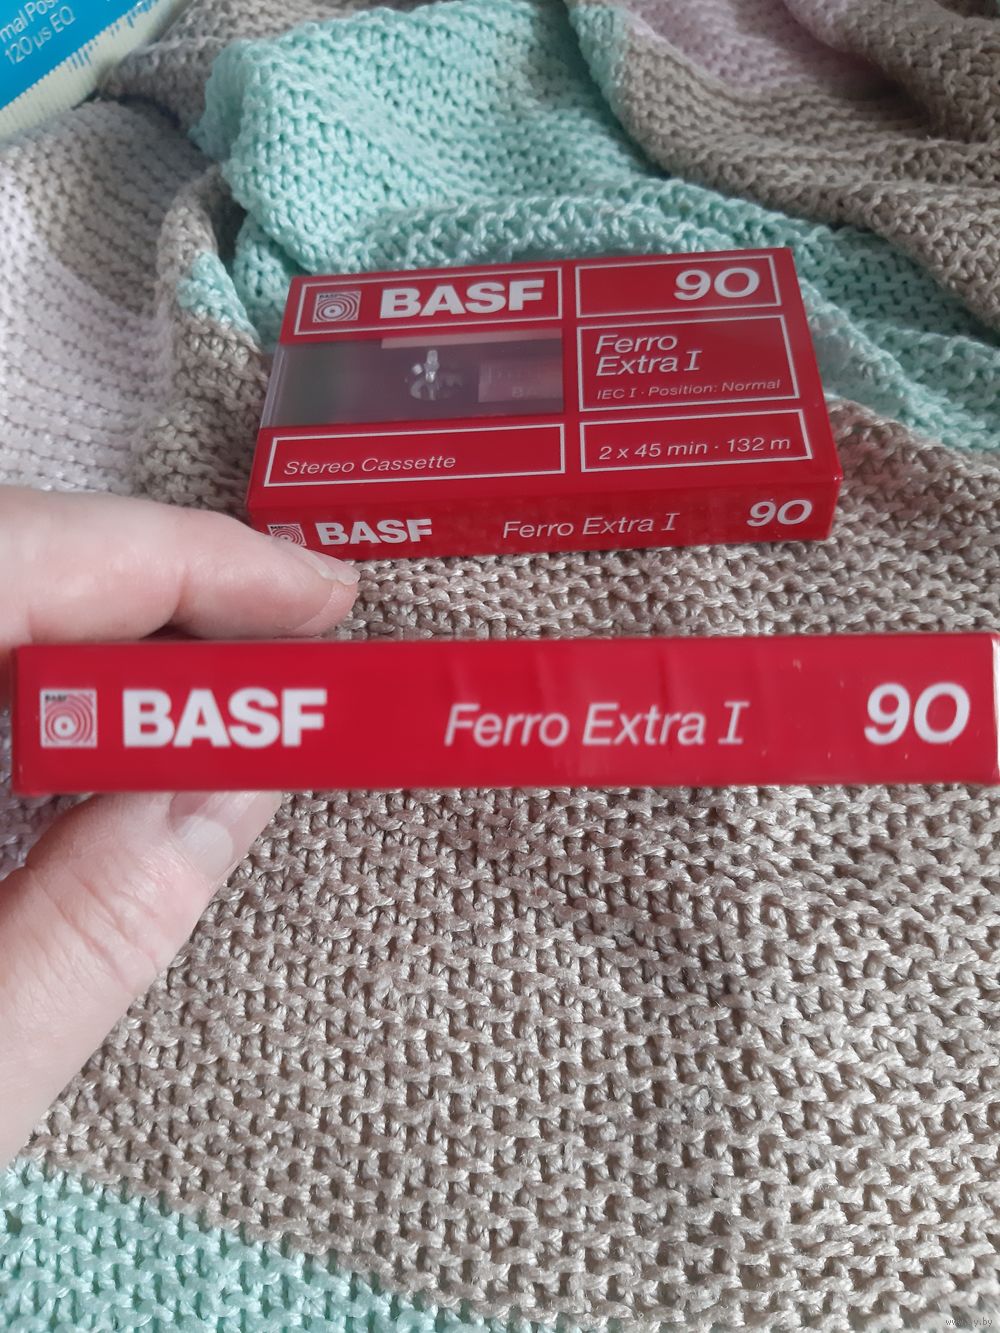 mal Pos
120 µs EQ
BASF
90
Ferro
Extra I
IEC I · Position: Normal
Stereo Cassette
2 x 45 min · 132 m
BASF Ferro Extra I 90
BASF Ferro Extra I 90